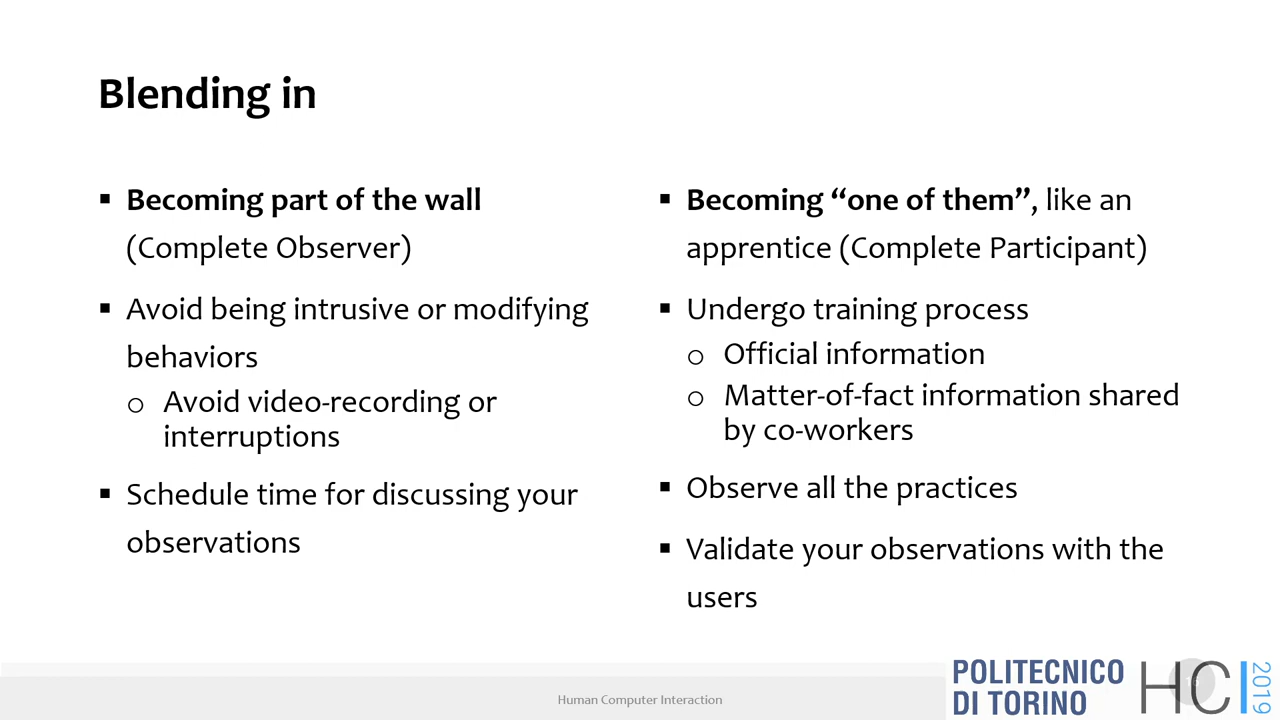 Blending in
▪ Becoming part of the wall
(Complete Observer)
▪ Avoid being intrusive or modifying
behaviors
o Avoid video-recording or
interruptions
▪ Schedule time for discussing your
observations
▪ Becoming “one of them”, like an
apprentice (Complete Participant)
▪ Undergo training process
o Official information
o Matter-of-fact information shared
by co-workers
▪ Observe all the practices
▪ Validate your observations with the
users
Human Computer Interaction
POLITECNICO
DI TORINO
HCI
2019